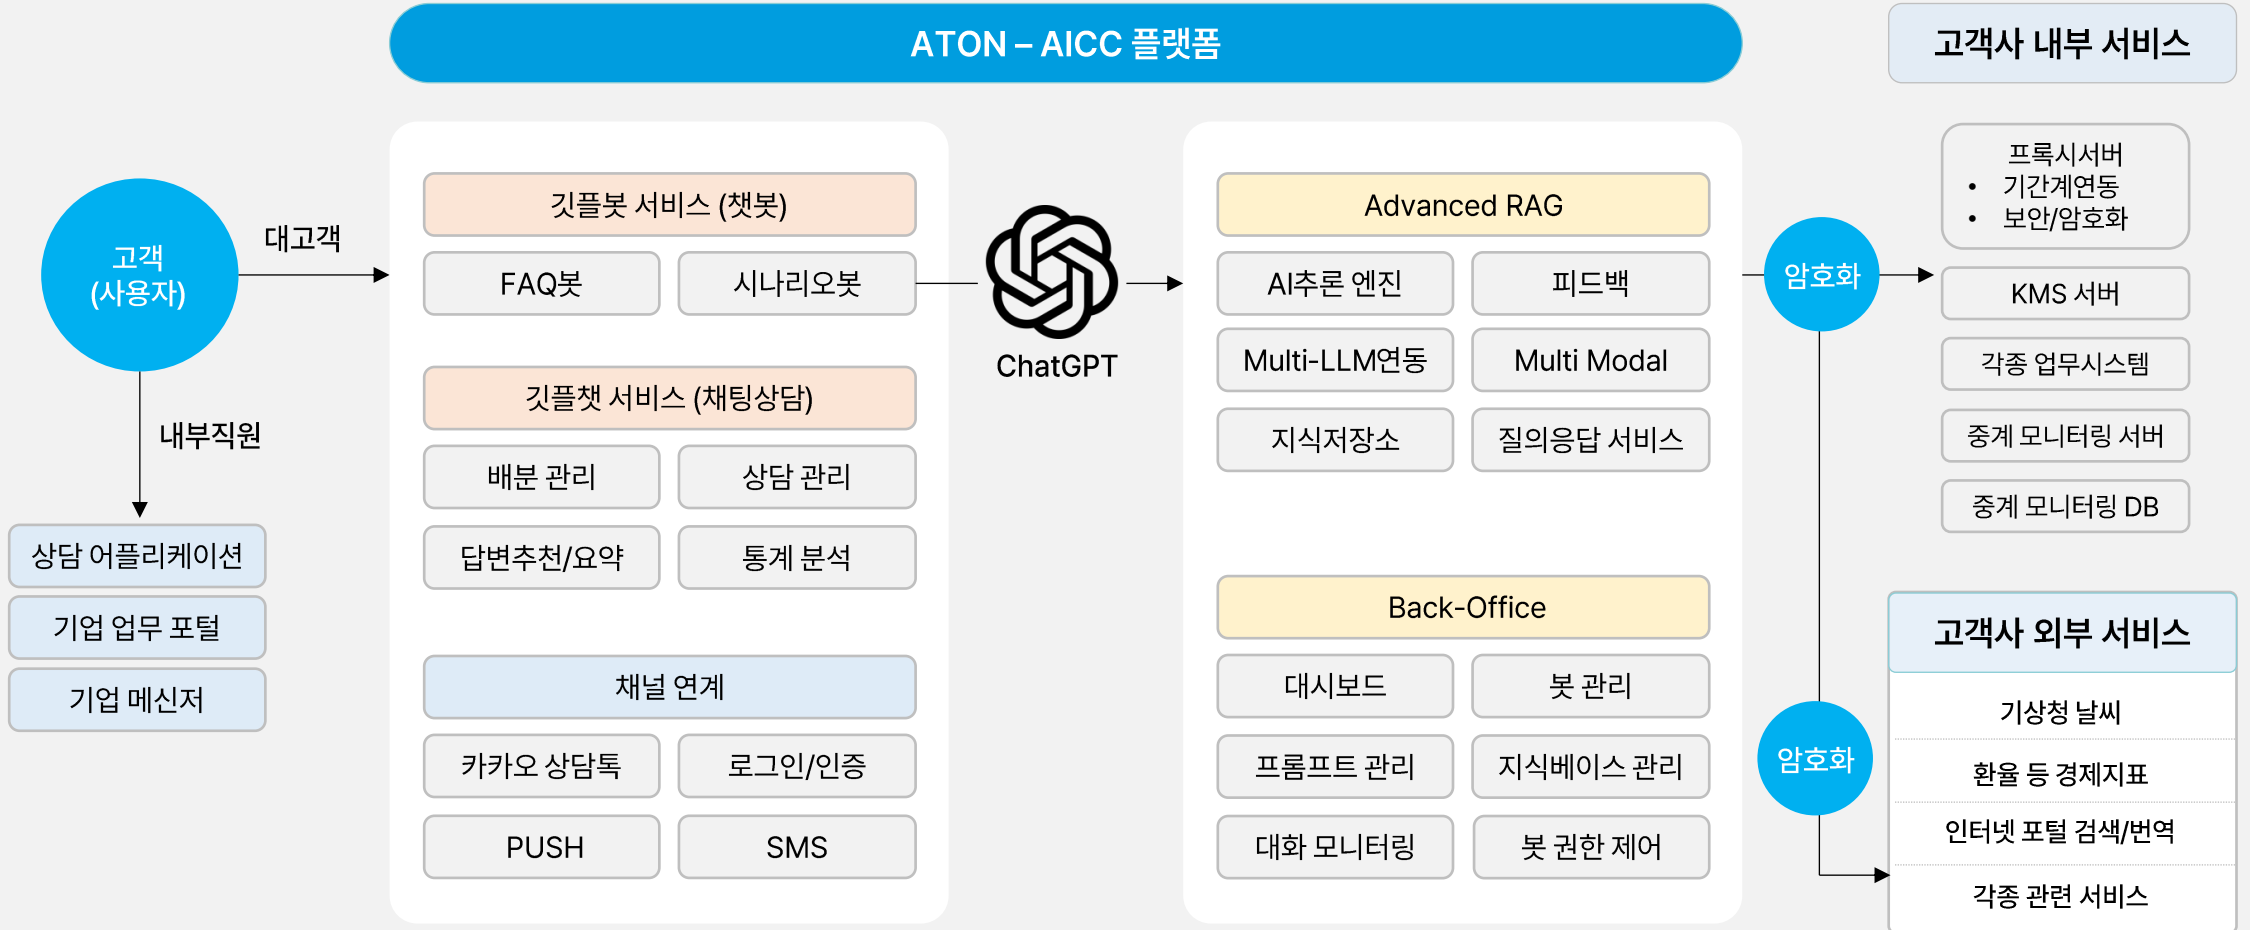 ATON – AICC 플랫폼
고객사 내부 서비스
고객
(사용자)
대고객
내부직원
상담 어플리케이션
기업 업무 포털
기업 메신저
깃플봇 서비스 (챗봇)
FAQ봇
시나리오봇
깃플챗 서비스 (채팅상담)
배분 관리
상담 관리
답변추천/요약
통계 분석
채널 연계
카카오 상담톡
로그인/인증
PUSH
SMS
ChatGPT
Advanced RAG
AI추론 엔진
피드백
Multi-LLM연동
Multi Modal
지식저장소
질의응답 서비스
Back-Office
대시보드
봇 관리
프롬프트 관리
지식베이스 관리
대화 모니터링
봇 권한 제어
암호화
암호화
프록시서버
• 기간계연동
• 보안/암호화
KMS 서버
각종 업무시스템
중계 모니터링 서버
중계 모니터링 DB
고객사 외부 서비스
기상청 날씨
환율 등 경제지표
인터넷 포털 검색/번역
각종 관련 서비스